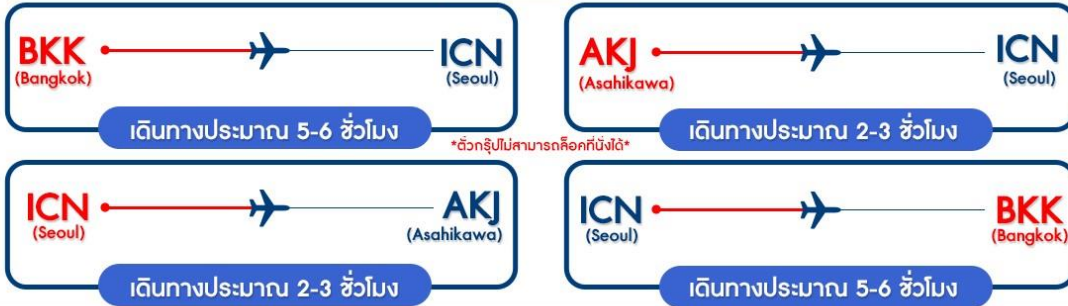 BKK
(Bangkok)
ICN
(Seoul)
เดินทางประมาณ 5-6 ชั่วโมง
AKJ
(Asahikawa)
ICN
(Seoul)
เดินทางประมาณ 2-3 ชั่วโมง
*ตั๋วกรุ๊ปไม่สามารถล็อคที่นั่งได้*
ICN
(Seoul)
AKJ
(Asahikawa)
เดินทางประมาณ 2-3 ชั่วโมง
ICN
(Seoul)
BKK
(Bangkok)
เดินทางประมาณ 5-6 ชั่วโมง